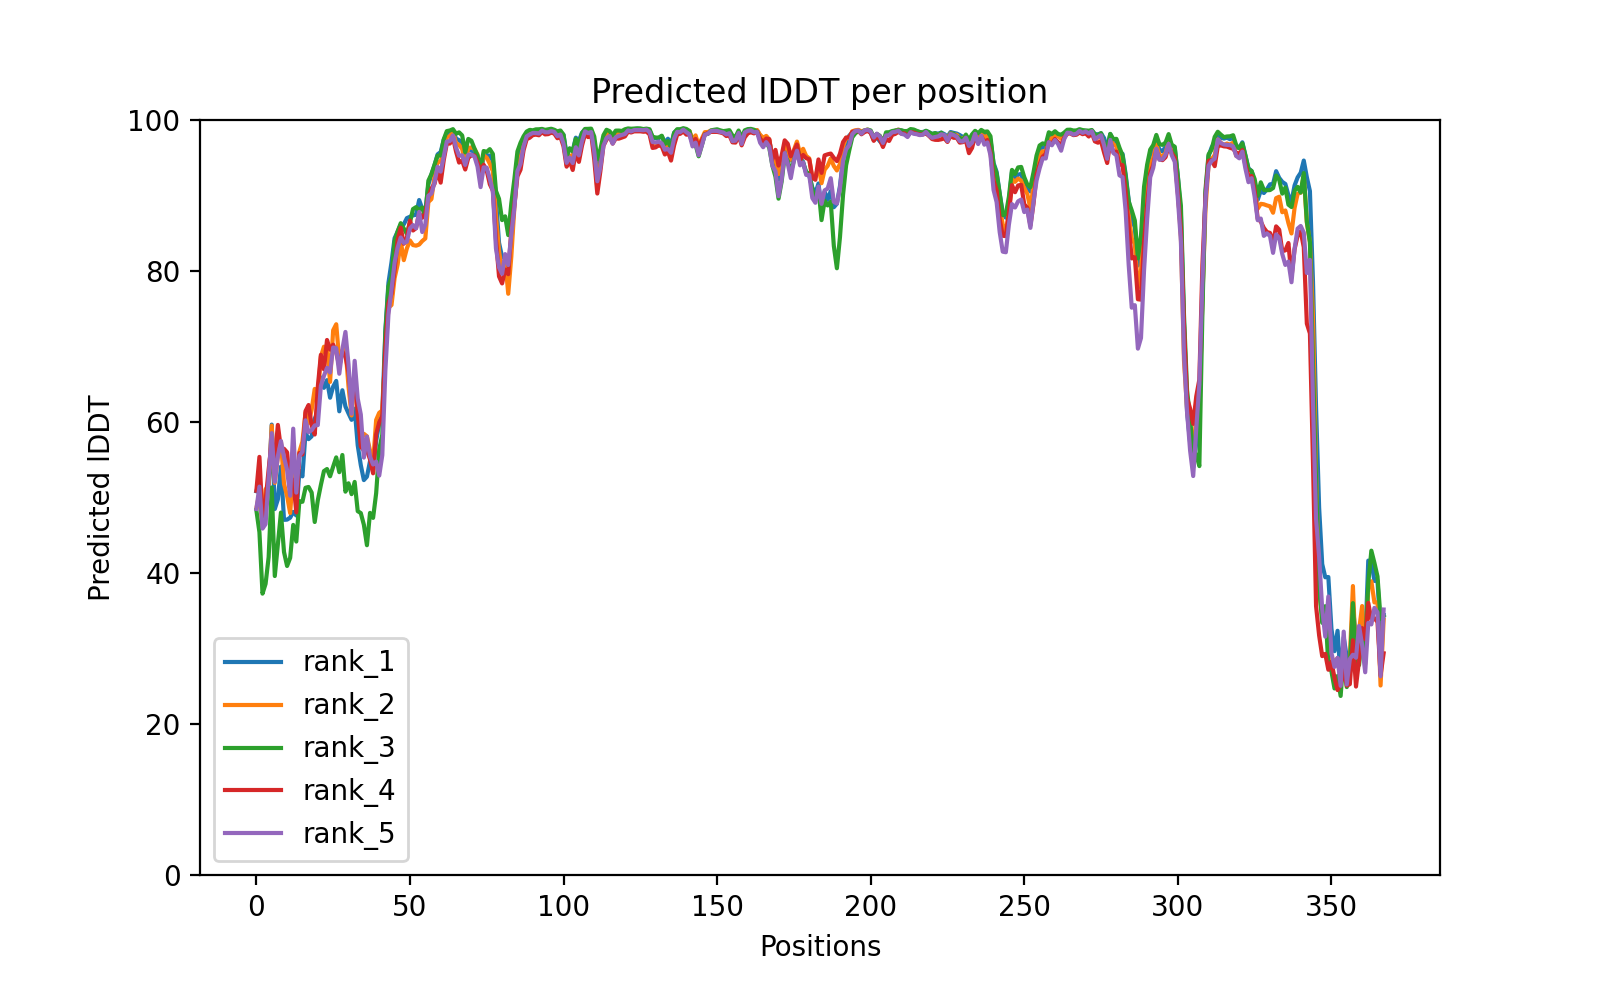 Predicted lDDT per position
100
80
60
40
20
0
Predicted lDDT
rank_1
rank_2
rank_3
rank_4
rank_5
0 50 100 150 200 250 300 350
Positions